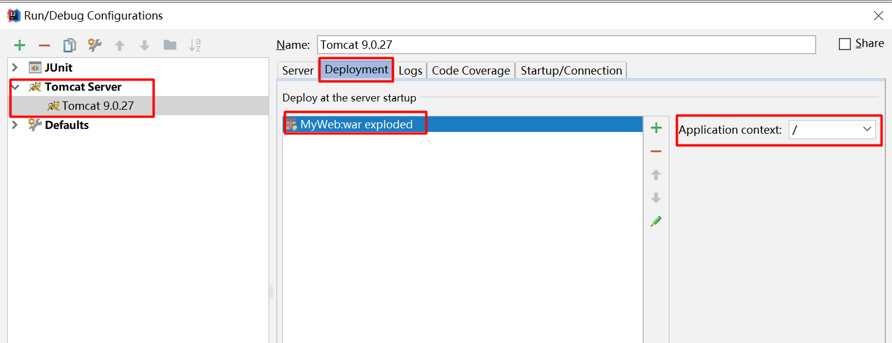 Run/Debug Configurations
Name: Tomcat 9.0.27
Share
JUnit
Tomcat Server
Tomcat 9.0.27
Defaults
Server Deployment Logs Code Coverage Startup/Connection
Deploy at the server startup
MyWeb:war exploded
Application context: /